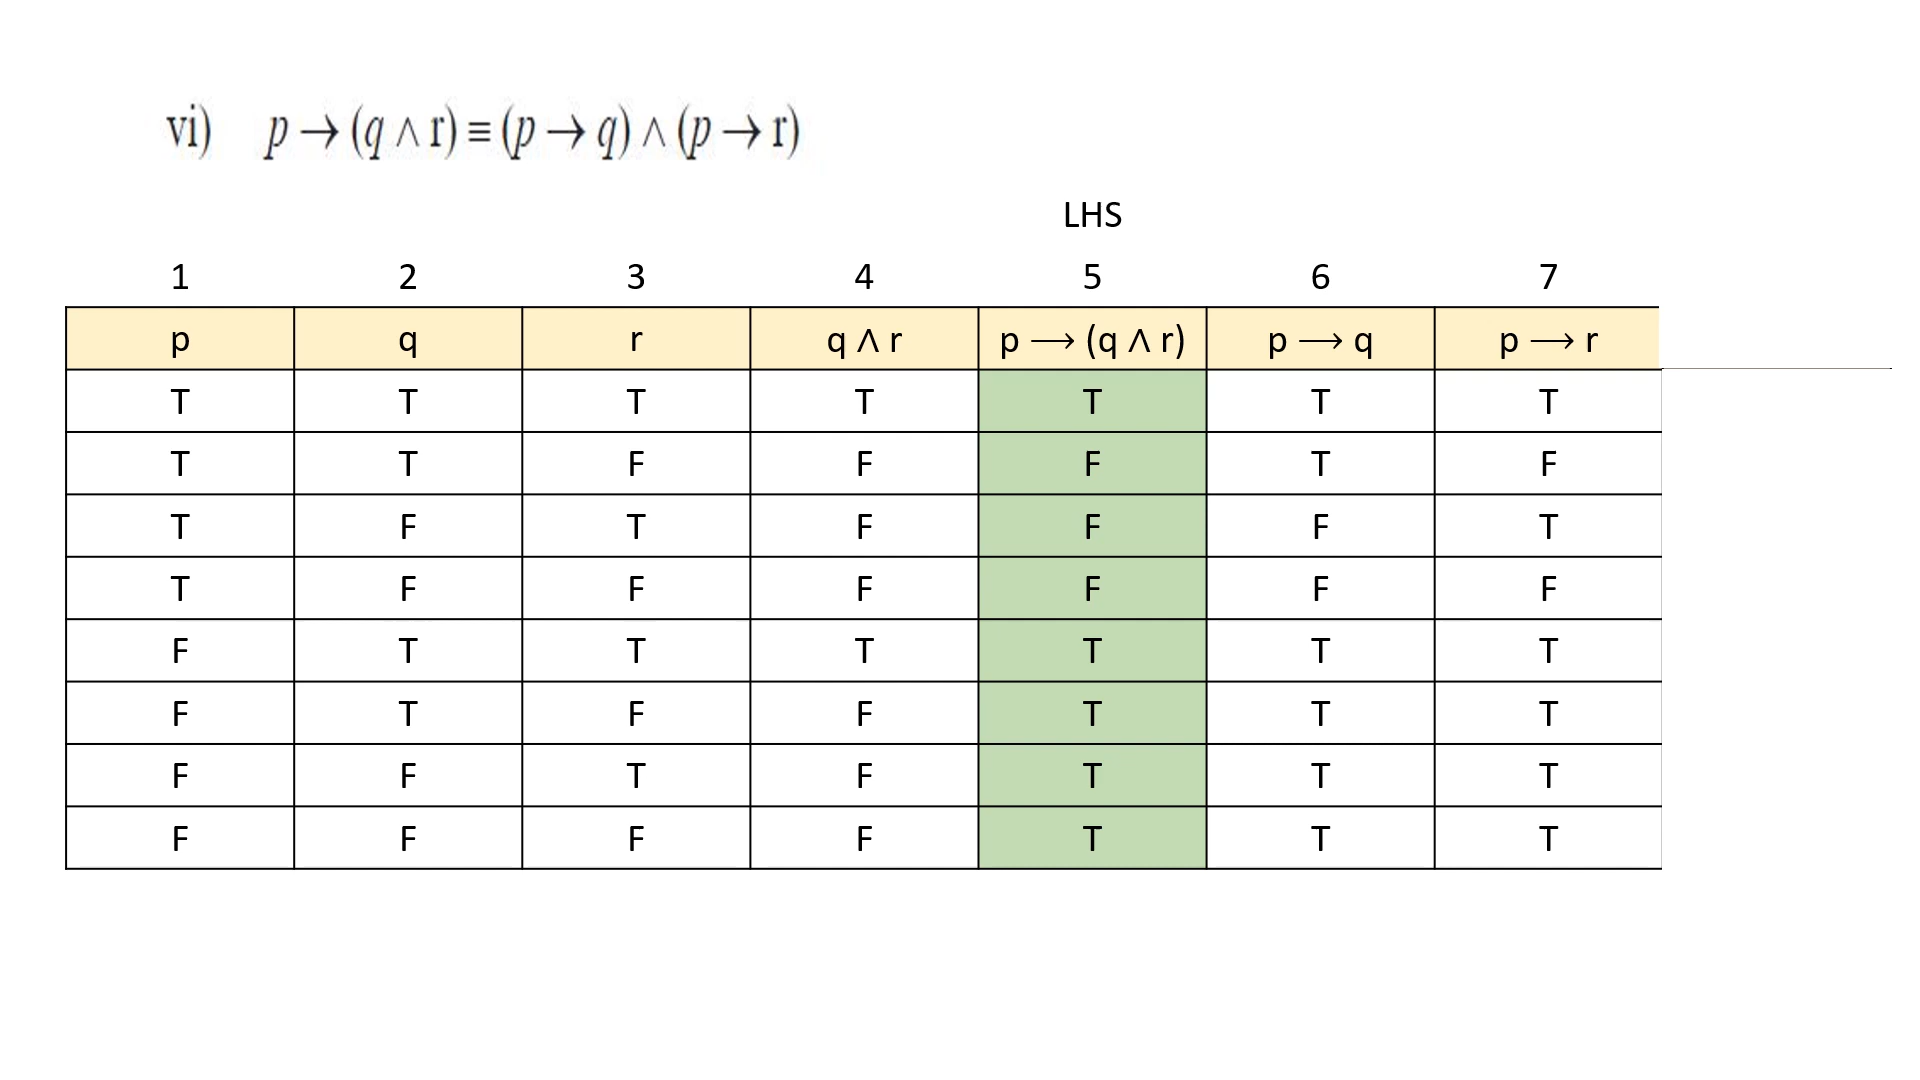 vi) p → (q ∧ r) ≡ (p → q) ∧ (p → r)
LHS
1 2 3 4 5 6 7
p q r q ∧ r p ⟶ (q ∧ r) p ⟶ q p ⟶ r
T T T T T T T
T T F F F T F
T F T F F F T
T F F F F F F
F T T T T T T
F T F F T T T
F F T F T T T
F F F F T T T